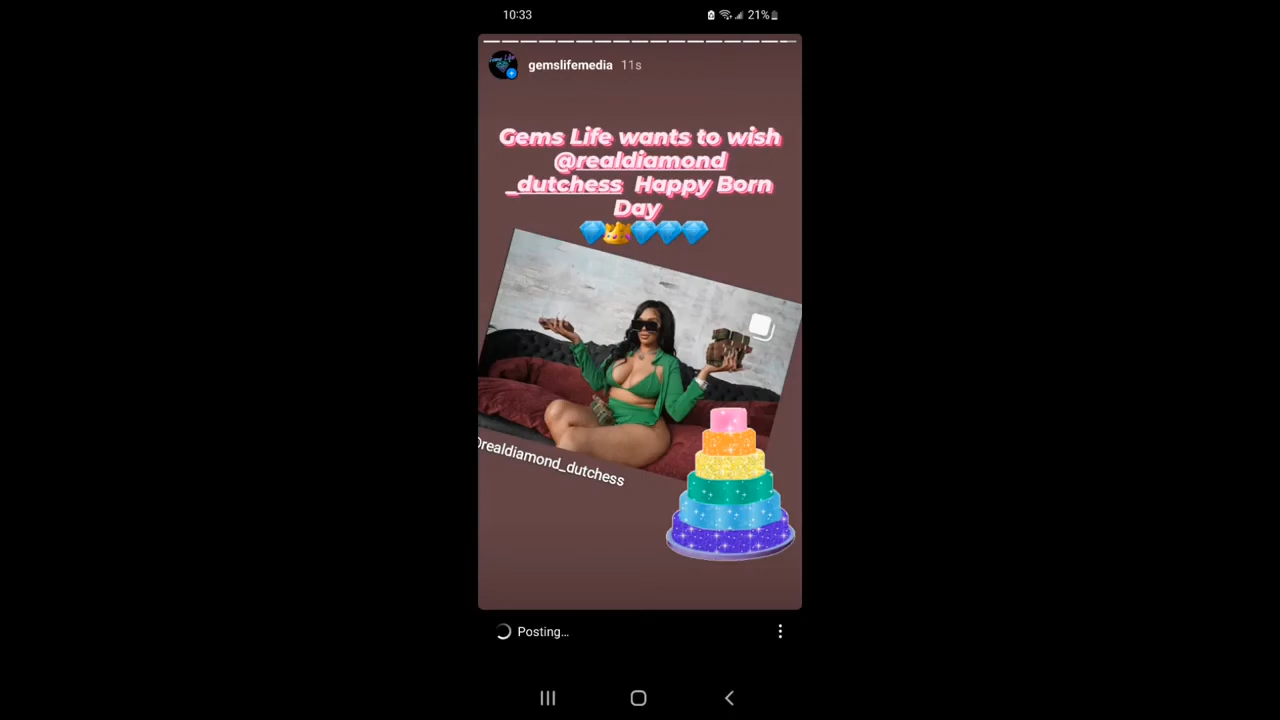 10:33
21%
gemslifemedia 11s
Gems Life wants to wish
@realdiamond
_dutchess Happy Born
Day
@realdiamond_dutchess
Posting...